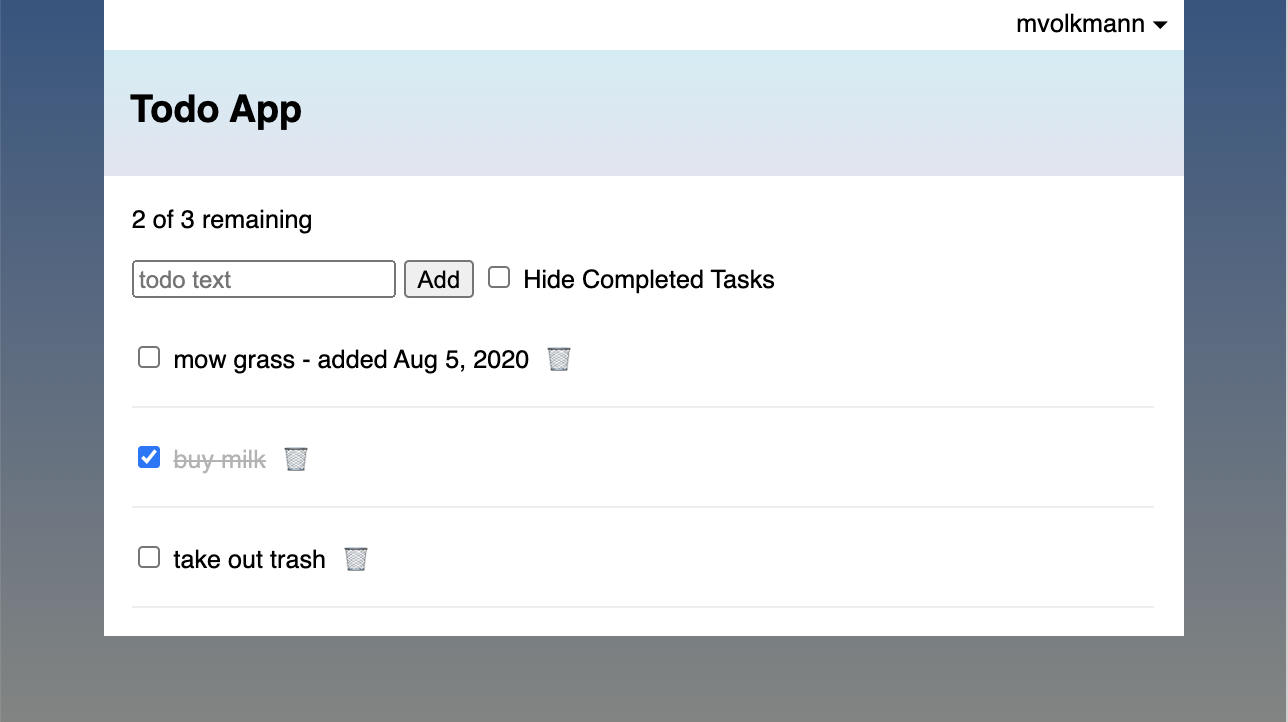 mvolkmann
Todo App
2 of 3 remaining
todo text Add Hide Completed Tasks
mow grass - added Aug 5, 2020
buy milk
take out trash